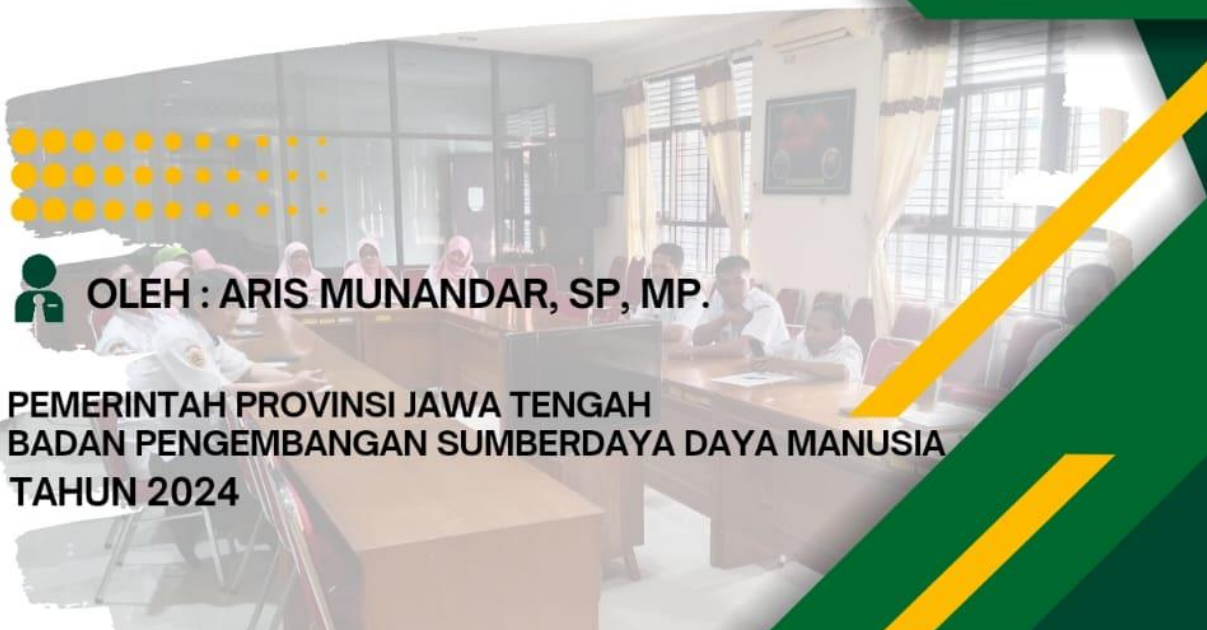 OLEH : ARIS MUNANDAR, SP, MP.
PEMERINTAH PROVINSI JAWA TENGAH
BADAN PENGEMBANGAN SUMBERDAYA DAYA MANUSIA
TAHUN 2024